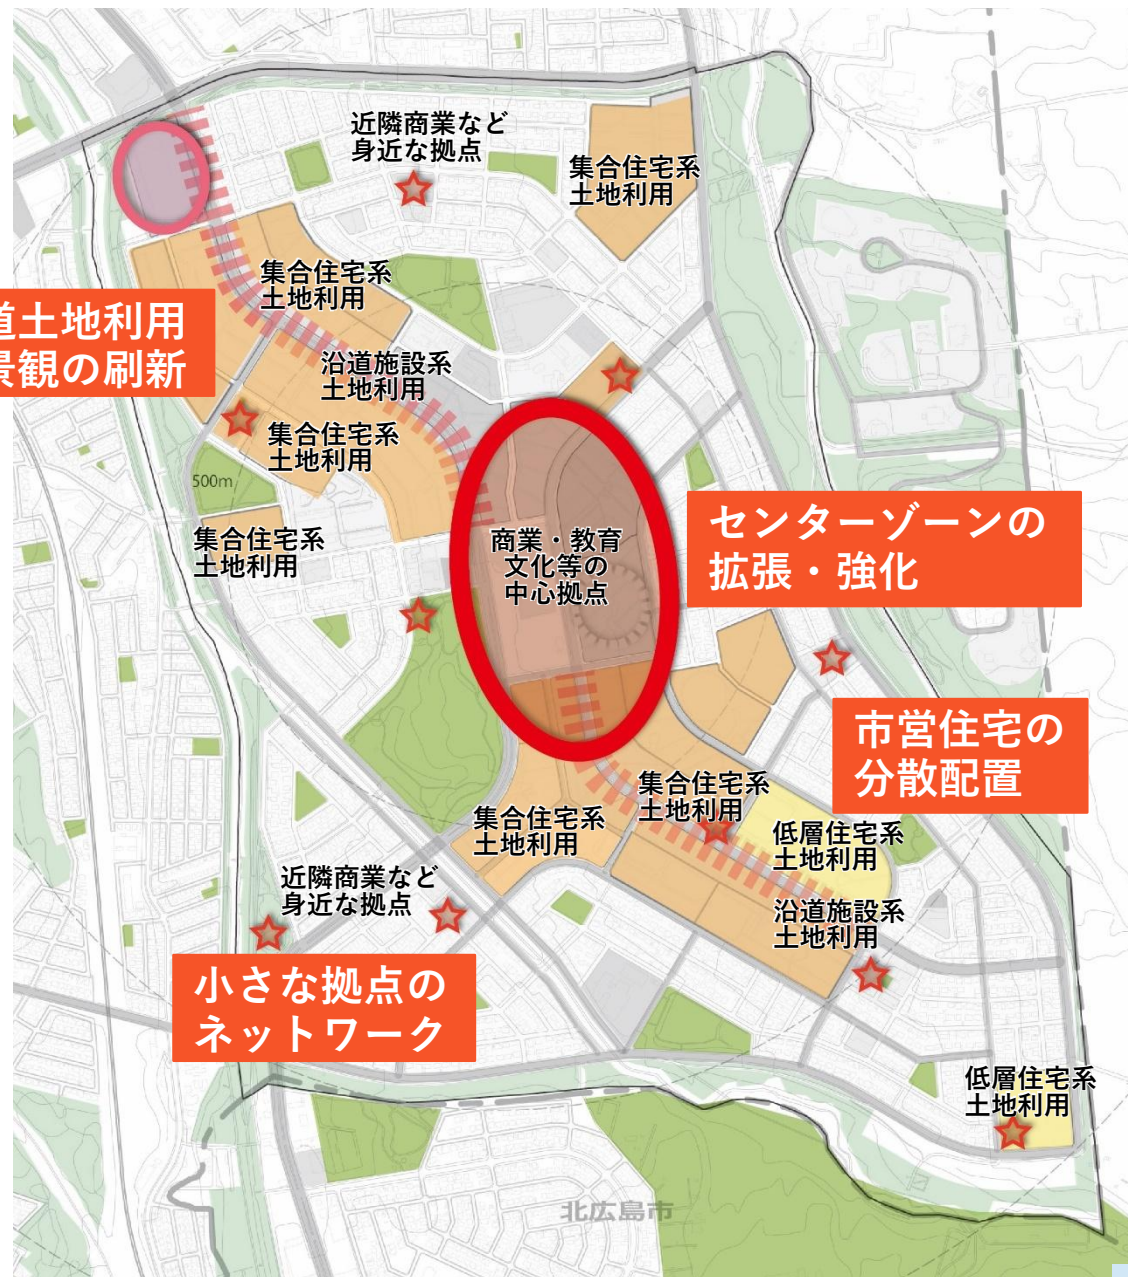 近隣商業など
身近な拠点
集合住宅系
土地利用
集合住宅系
土地利用
道土地利用
景観の刷新
沿道施設系
土地利用
集合住宅系
土地利用
500m
集合住宅系
土地利用
商業・教育
文化等の
中心拠点
センターゾーンの
拡張・強化
市営住宅の
分散配置
集合住宅系
土地利用
集合住宅系
土地利用
低層住宅系
土地利用
近隣商業など
身近な拠点
沿道施設系
土地利用
小さな拠点の
ネットワーク
低層住宅系
土地利用
北広島市